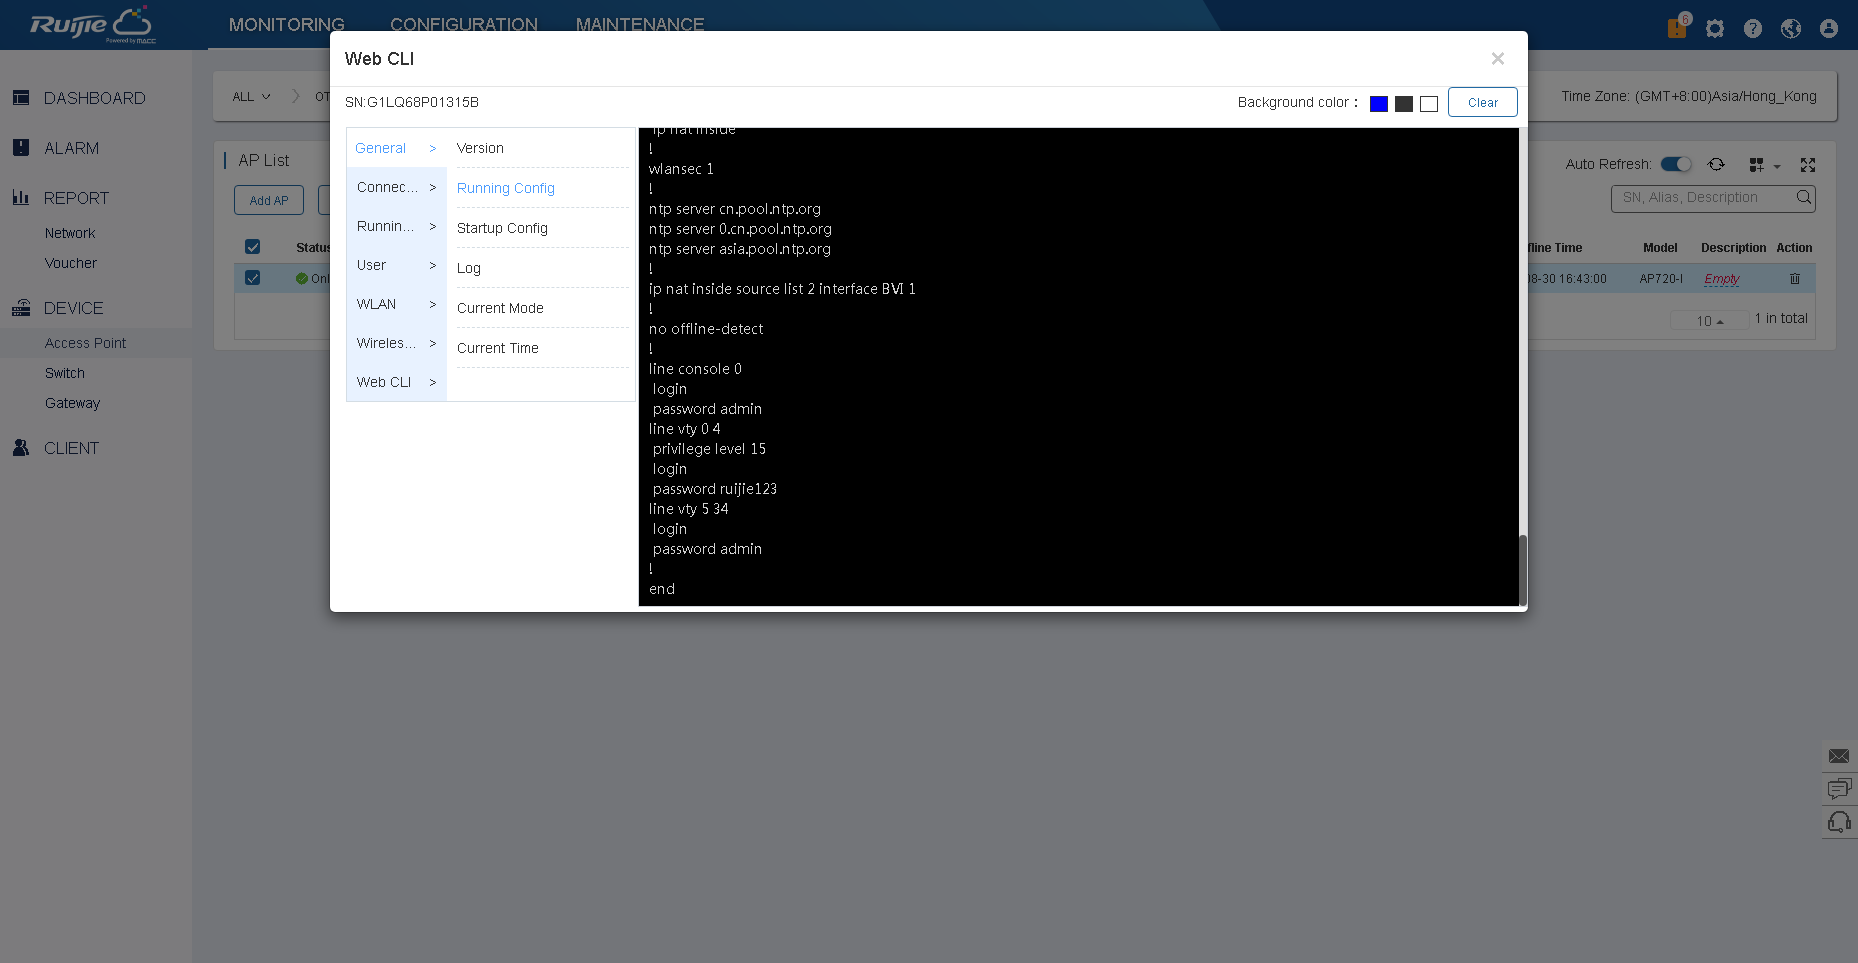 Ruijie
Powered by MACC
MONITORING
CONFIGURATION
MAINTENANCE
6
DASHBOARD
ALARM
REPORT
Network
Voucher
DEVICE
Access Point
Switch
Gateway
CLIENT
ALL
OT
Time Zone: (GMT+8:00)Asia/Hong_Kong
AP List
Add AP
Auto Refresh:
SN, Alias, Description
Status
fline Time
Model
Description
Action
Onl
08-30 16:43:00
AP720-I
Empty
10
1 in total
Web CLI
SN:G1LQ68P01315B
Background color :
Clear
General >
Connec... >
Runnin... >
User >
WLAN >
Wireles... >
Web CLI >
Version
Running Config
Startup Config
Log
Current Mode
Current Time
ip nat inside
!
wlansec 1
!
ntp server cn.pool.ntp.org
ntp server 0.cn.pool.ntp.org
ntp server asia.pool.ntp.org
!
ip nat inside source list 2 interface BVI 1
!
no offline-detect
!
line console 0
login
password admin
line vty 0 4
privilege level 15
login
password ruijie123
line vty 5 34
login
password admin
!
end